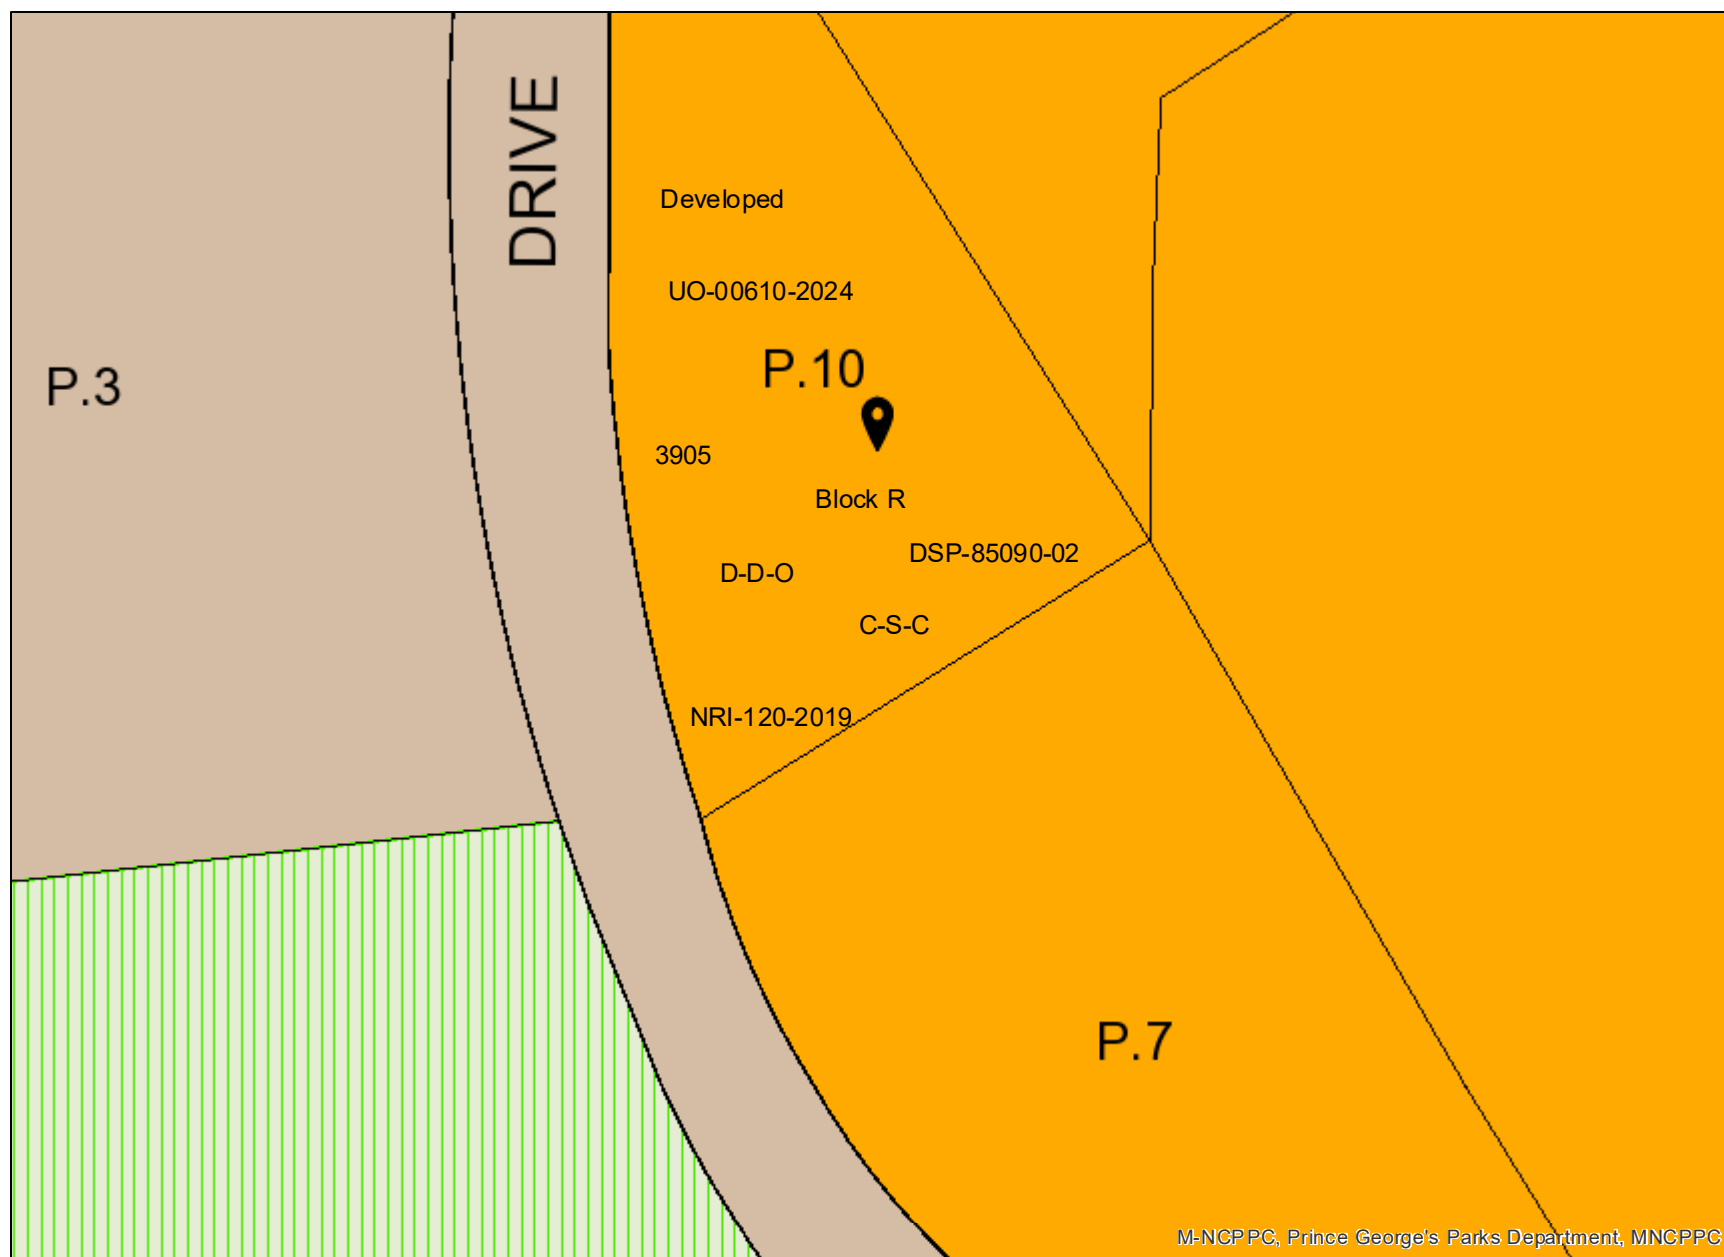 DRIVE
Developed
UO-00610-2024
P.10
P.3
3905
Block R
DSP-85090-02
D-D-O
C-S-C
NRI-120-2019
P.7
M-NCPPC, Prince George's Parks Department, MNCPPC